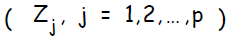 ( Z_j, j = 1,2,...,p )